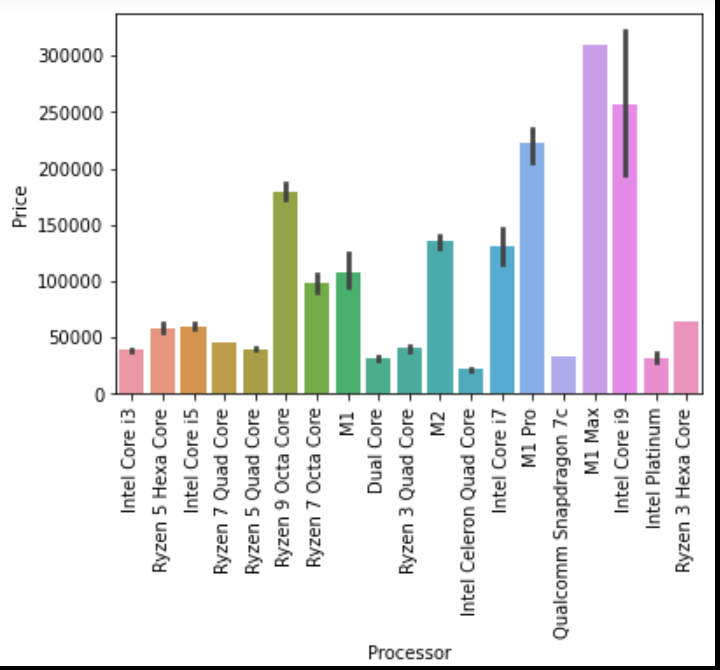 300000
250000
200000
150000
100000
50000
0
Price
Intel Core i3
Ryzen 5 Hexa Core
Intel Core i5
Ryzen 7 Quad Core
Ryzen 5 Quad Core
Ryzen 9 Octa Core
Ryzen 7 Octa Core
M1
Dual Core
Ryzen 3 Quad Core
M2
Intel Celeron Quad Core
Intel Core i7
M1 Pro
Qualcomm Snapdragon 7c
M1 Max
Intel Core i9
Intel Platinum
Ryzen 3 Hexa Core
Processor